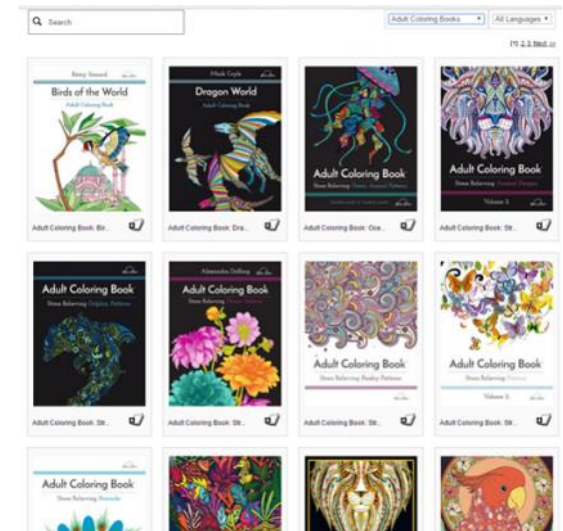 Search
Adult Coloring Books
All Languages
[1] 2 3 Next >>
Birds of the World
Adult Coloring Book
Dragon World
Adult Coloring Book
Adult Coloring Book
Stress Relieving Ocean Animal Patterns
Adult Coloring Book
Stress Relieving Animal Designs
Volume
Adult Coloring Book: Bir...
Adult Coloring Book: Dra...
Adult Coloring Book: Oce...
Adult Coloring Book: Str...
Adult Coloring Book
Stress Relieving Dolphin Patterns
Adult Coloring Book
Stress Relieving
Adult Coloring Book
Stress Relieving Paisley Patterns
Adult Coloring Book
Stress Relieving Patterns
Volume
Adult Coloring Book: Str...
Adult Coloring Book: Str...
Adult Coloring Book: Str...
Adult Coloring Book: Str...
Adult Coloring Book
Stress Relieving